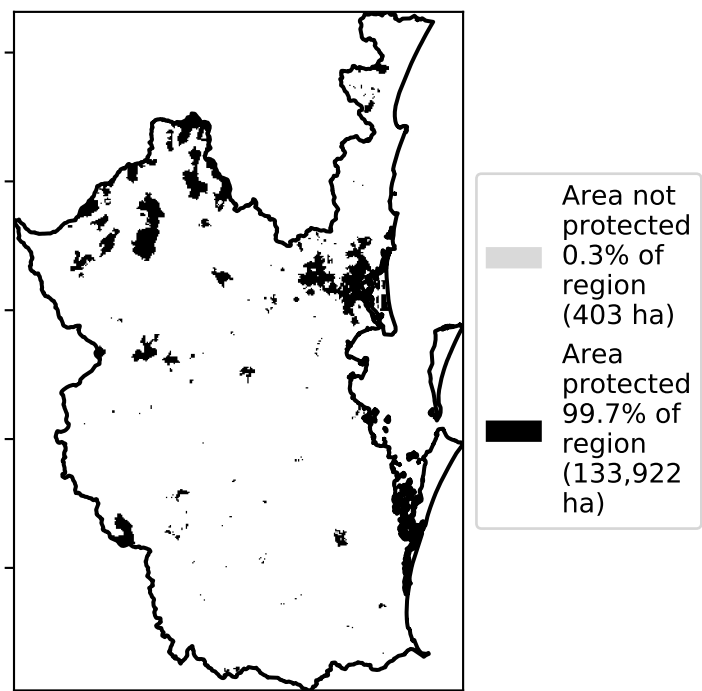 Area not
protected
0.3% of
region
(403 ha)
Area
protected
99.7% of
region
(133,922
ha)